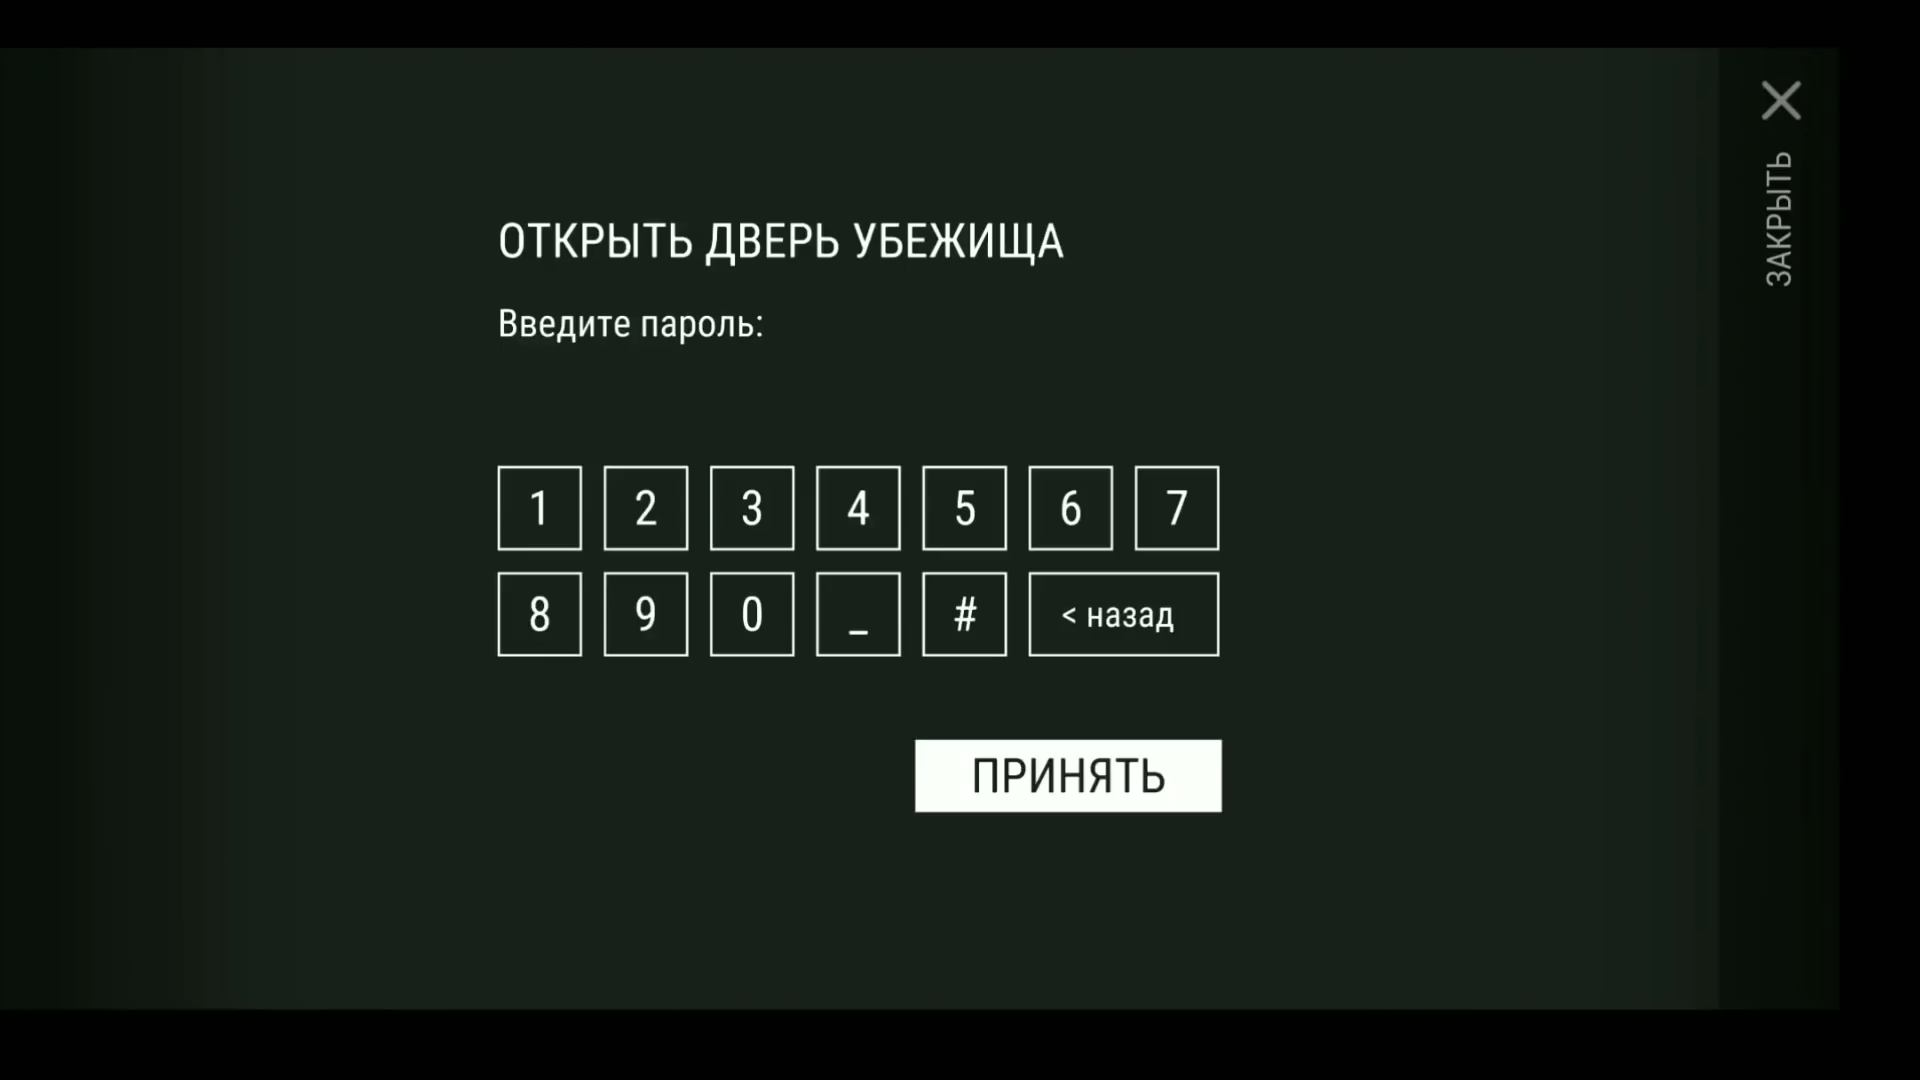 ЗАКРЫТЬ
ОТКРЫТЬ ДВЕРЬ УБЕЖИЩА
Введите пароль:
1 2 3 4 5 6 7
8 9 0 _ # < назад
ПРИНЯТЬ